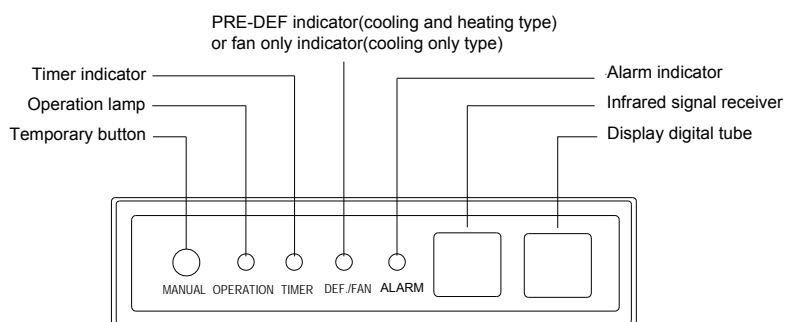 PRE-DEF indicator(cooling and heating type)
or fan only indicator(cooling only type)
Timer indicator
Alarm indicator
Operation lamp
Infrared signal receiver
Temporary button
Display digital tube
MANUAL OPERATION TIMER DEF./FAN ALARM